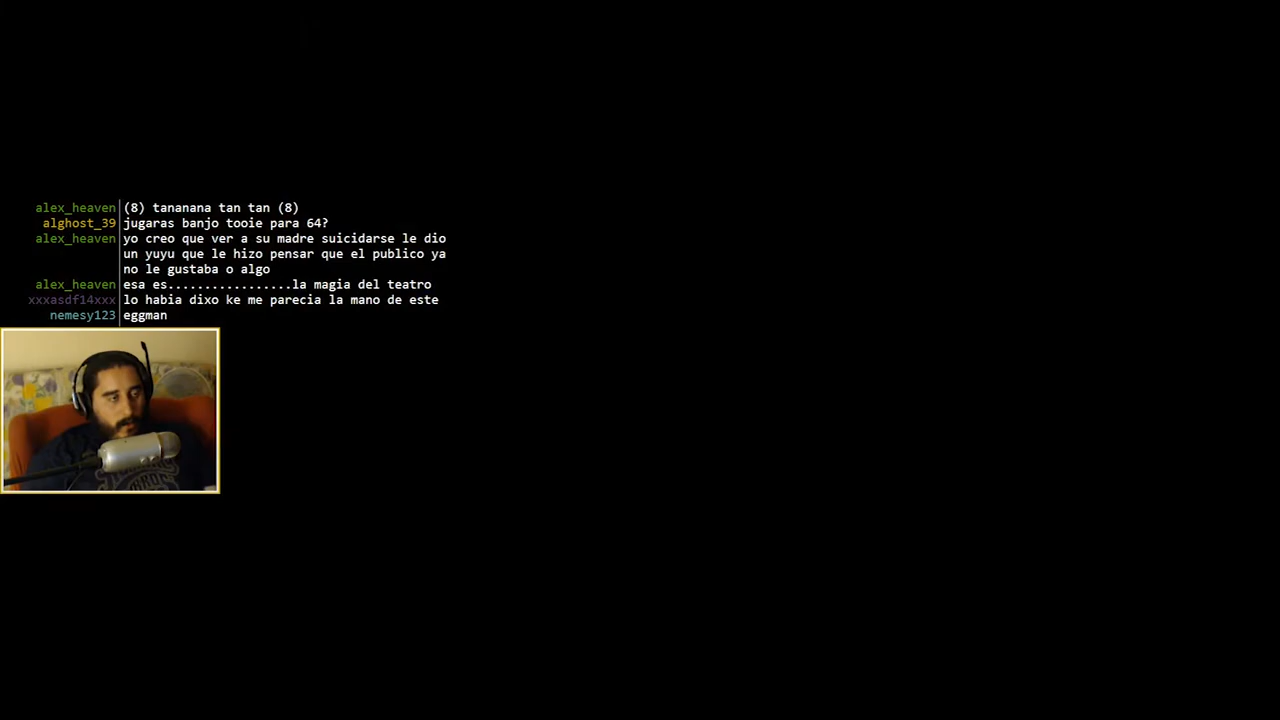 alex_heaven (8) tananana tan tan (8)
alghost_39 jugaras banjo tooie para 64?
alex_heaven yo creo que ver a su madre suicidarse le dio
un yuyu que le hizo pensar que el publico ya
no le gustaba o algo
alex_heaven esa es.................la magia del teatro
xxxasdf14xxx lo habia dixo ke me parecia la mano de este
nemesy123 eggman
BROS